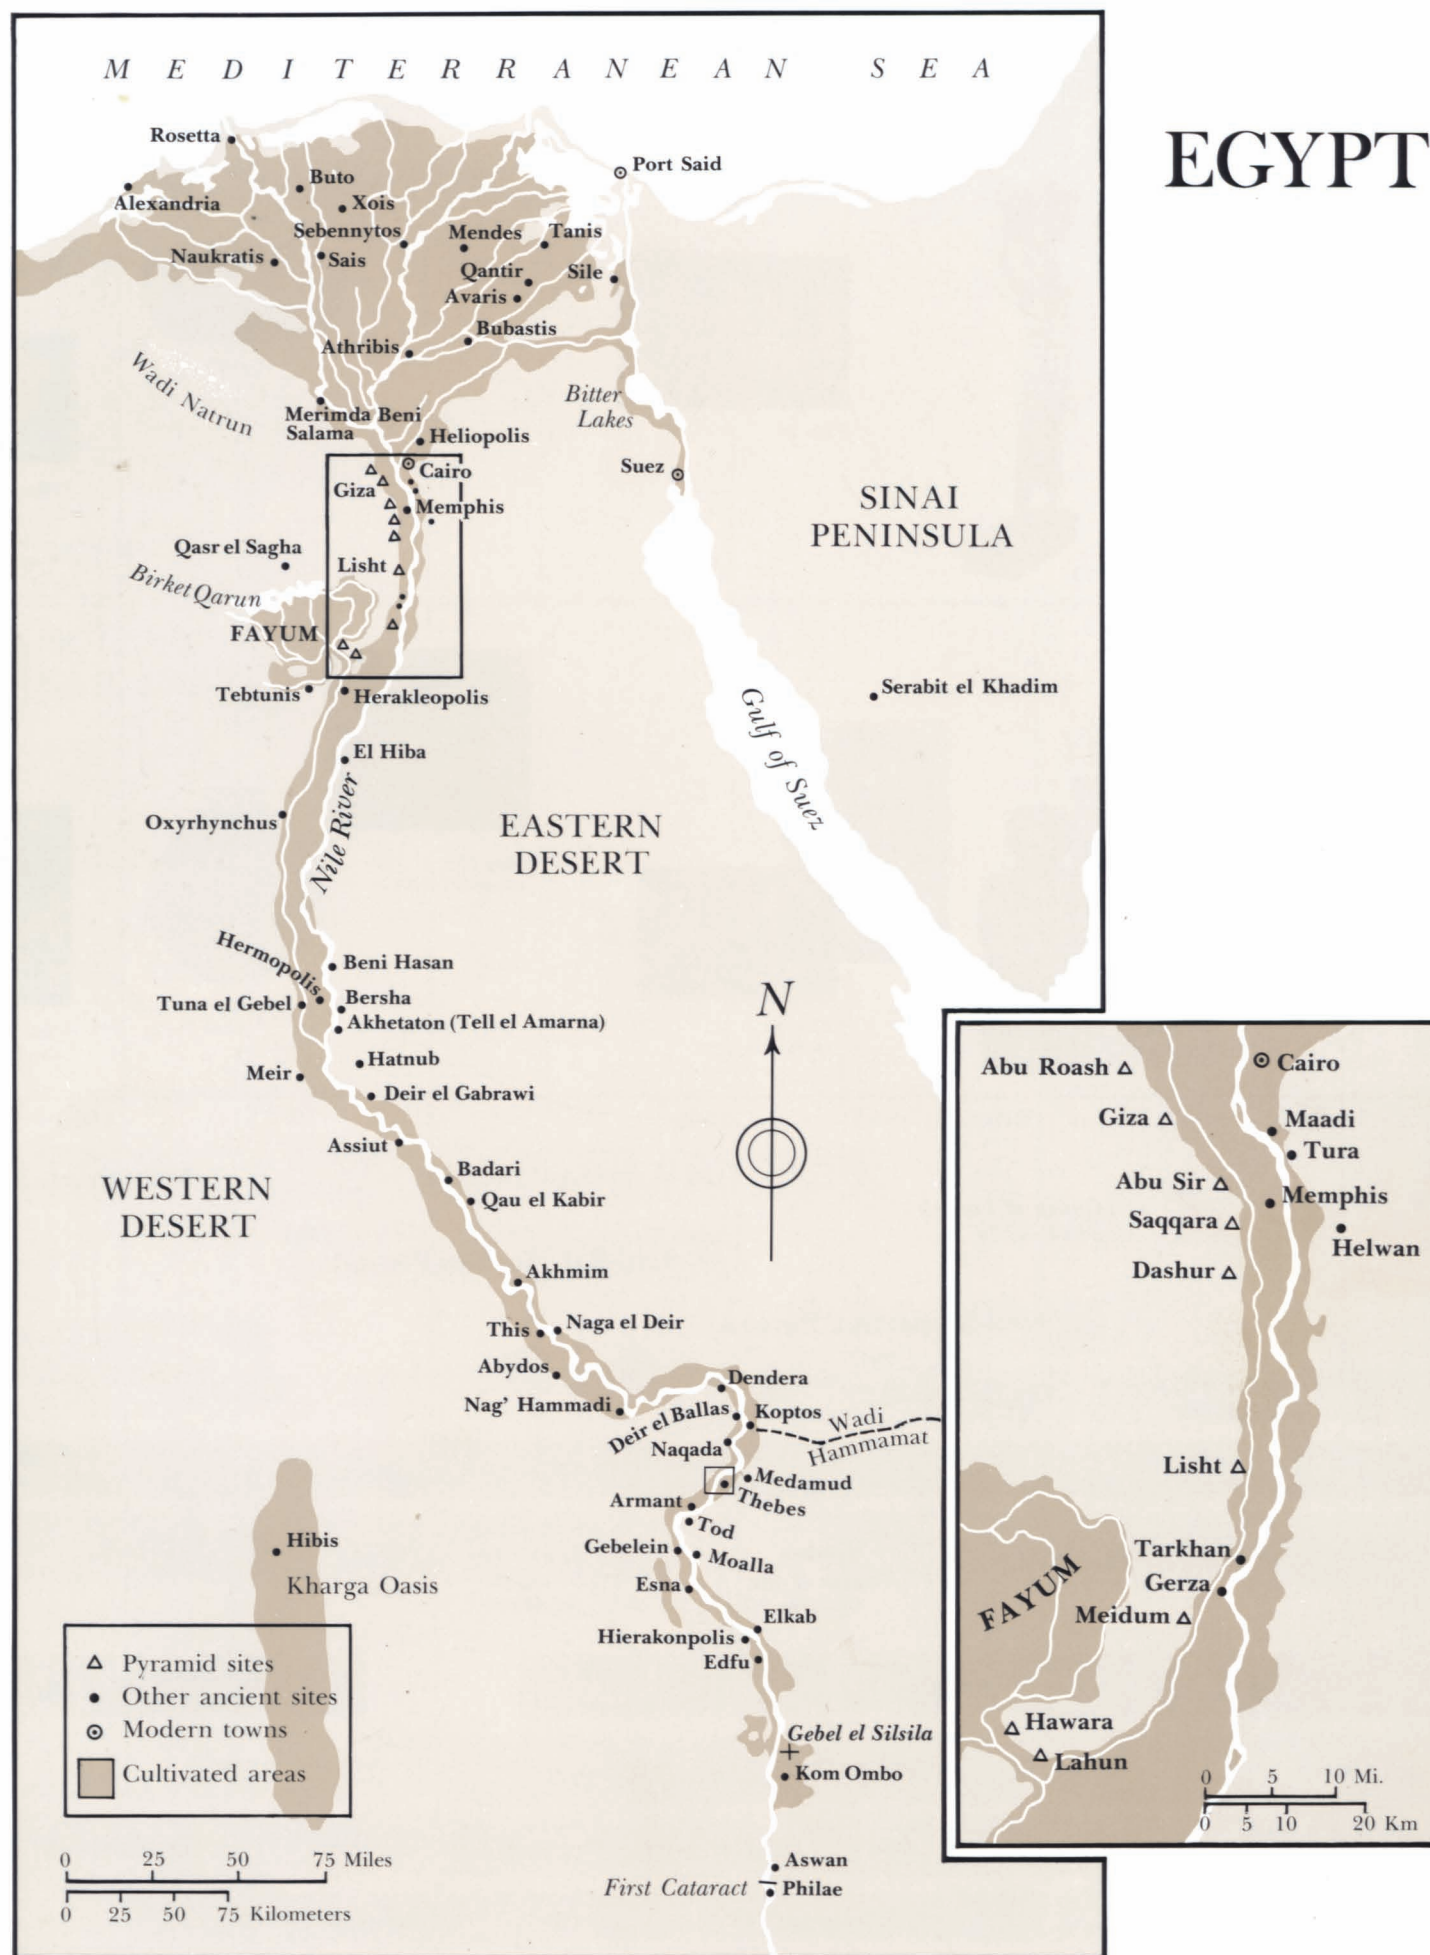 MEDITERRANEAN SEA
EGYPT
Rosetta
Port Said
Buto
Alexandria
Xois
Sebennytos
Mendes
Tanis
Naukratis
Sais
Qantir
Sile
Avaris
Bubastis
Athribis
Wadi Natrun
Bitter
Lakes
Merimda Beni
Salama
Heliopolis
Cairo
Suez
Giza
SINAI
PENINSULA
Memphis
Qasr el Sagha
Lisht
Birket Qarun
FAYUM
Tebtunis
Herakleopolis
Serabit el Khadim
Gulf of Suez
El Hiba
Nile River
Oxyrhynchus
EASTERN
DESERT
Hermopolis
Beni Hasan
Tuna el Gebel
Bersha
Akhetaton (Tell el Amarna)
N
Hatnub
Meir
Deir el Gabrawi
Assiut
Badari
Qau el Kabir
WESTERN
DESERT
Akhmim
This
Naga el Deir
Abydos
Dendera
Nag' Hammadi
Deir el Ballas
Koptos
Wadi
Hammamat
Naqada
Medamud
Thebes
Armant
Tod
Gebelein
Moalla
Esna
Hibis
Kharga Oasis
Elkab
Hierakonpolis
Edfu
Gebel el Silsila
Kom Ombo
Aswan
First Cataract
Philae
Pyramid sites
Other ancient sites
Modern towns
Cultivated areas
0 25 50 75 Miles
0 25 50 75 Kilometers
Abu Roash
Cairo
Giza
Maadi
Tura
Abu Sir
Memphis
Saqqara
Helwan
Dashur
Lisht
Tarkhan
FAYUM
Gerza
Meidum
Hawara
Lahun
0 5 10 Mi.
0 5 10 20 Km